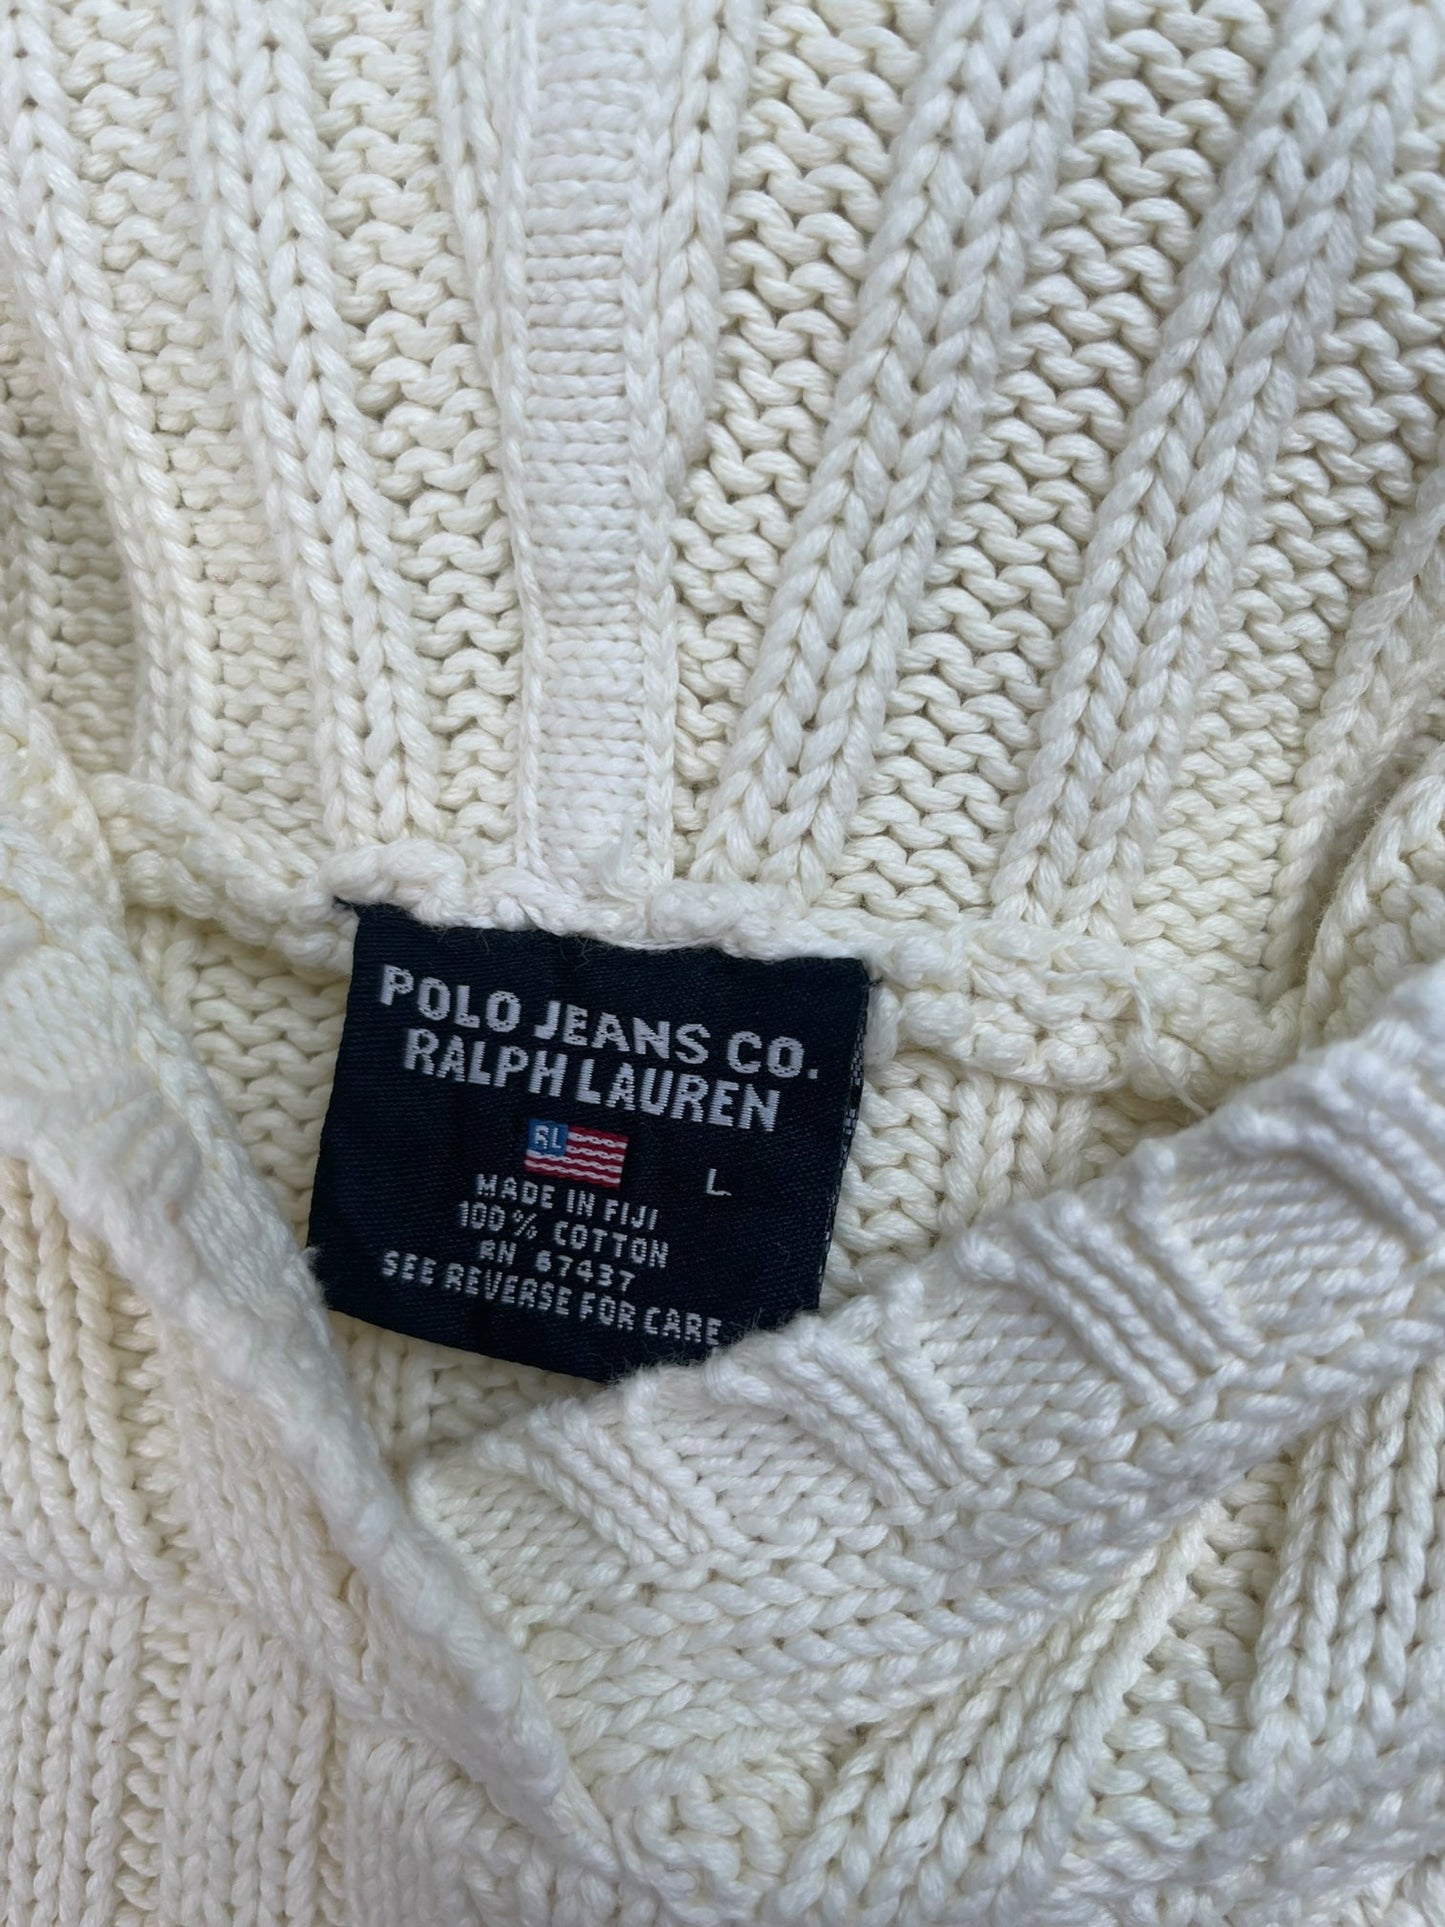 POLO JEANS CO.
RALPH LAUREN
RL
L
MADE IN FIJI
100% COTTON
RN 67437
SEE REVERSE FOR CARE